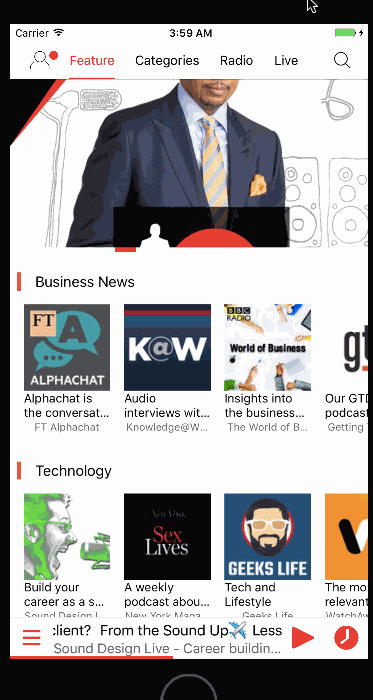 Carrier 3:59 AM
Feature Categories Radio Live
Business News
FT
A
ALPHACHAT
K@W
BBC
RADIO
World of Business
gt
Alphachat is
the conversat...
FT Alphachat
Audio
interviews wit...
Knowledge@W...
Insights into
the business...
The World of B...
Our GTD
podcast
Getting
Technology
Sex
Lives
GEEKS LIFE
Build your
career as a s...
Sound Design L
A weekly
podcast abou...
New York Maga
Tech and
Lifestyle
Geeks Life
The mo
relevant
WatchAw
client? From the Sound Up✈️ Less
Sound Design Live - Career buildin...